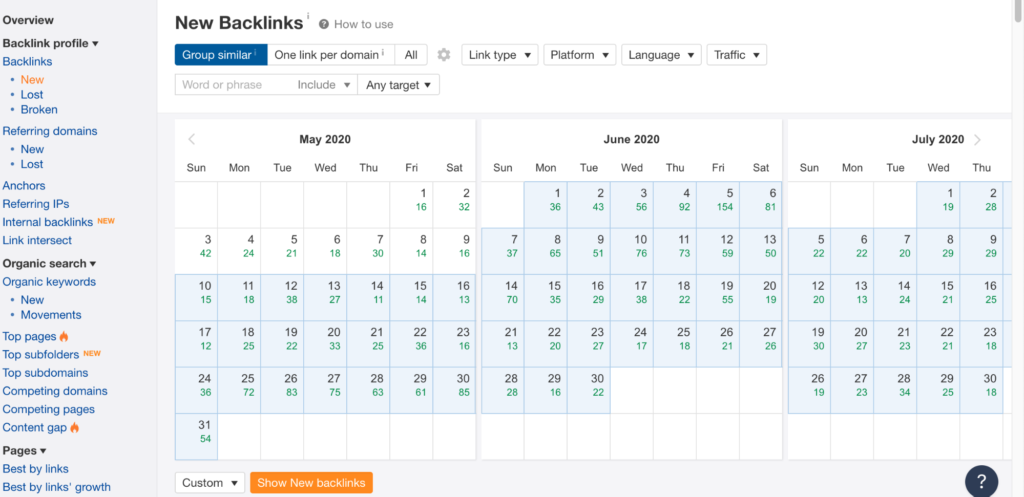 Overview
Backlink profile ▾
Backlinks
• New
• Lost
• Broken
Referring domains
• New
• Lost
Anchors
Referring IPs
Internal backlinks NEW
Link intersect
Organic search ▾
Organic keywords
• New
• Movements
Top pages
Top subfolders NEW
Top subdomains
Competing domains
Competing pages
Content gap
Pages ▾
Best by links
Best by links' growth
New Backlinks i ? How to use
Group similar i One link per domain i All Link type ▾ Platform ▾ Language ▾ Traffic ▾
Word or phrase Include ▾ Any target ▾
May 2020
Sun Mon Tue Wed Thu Fri Sat
1 2
16 32
3 4 5 6 7 8 9
42 24 21 18 30 14 16
10 11 12 13 14 15 16
15 18 38 27 11 14 13
17 18 19 20 21 22 23
12 25 22 33 25 36 16
24 25 26 27 28 29 30
36 72 83 75 63 61 85
31
54
June 2020
Sun Mon Tue Wed Thu Fri Sat
1 2 3 4 5 6
36 43 56 92 154 81
7 8 9 10 11 12 13
37 65 51 76 73 59 50
14 15 16 17 18 19 20
70 35 29 38 22 55 19
21 22 23 24 25 26 27
13 20 27 17 18 21 26
28 29 30
28 16 22
July 2020
Sun Mon Tue Wed Thu
1 2
19 28
5 6 7 8 9
22 22 20 29 29
12 13 14 15 16
20 13 24 21 25
19 20 21 22 23
30 27 23 21 18
26 27 28 29 30
19 23 34 25 18
Custom ▾ Show New backlinks
?